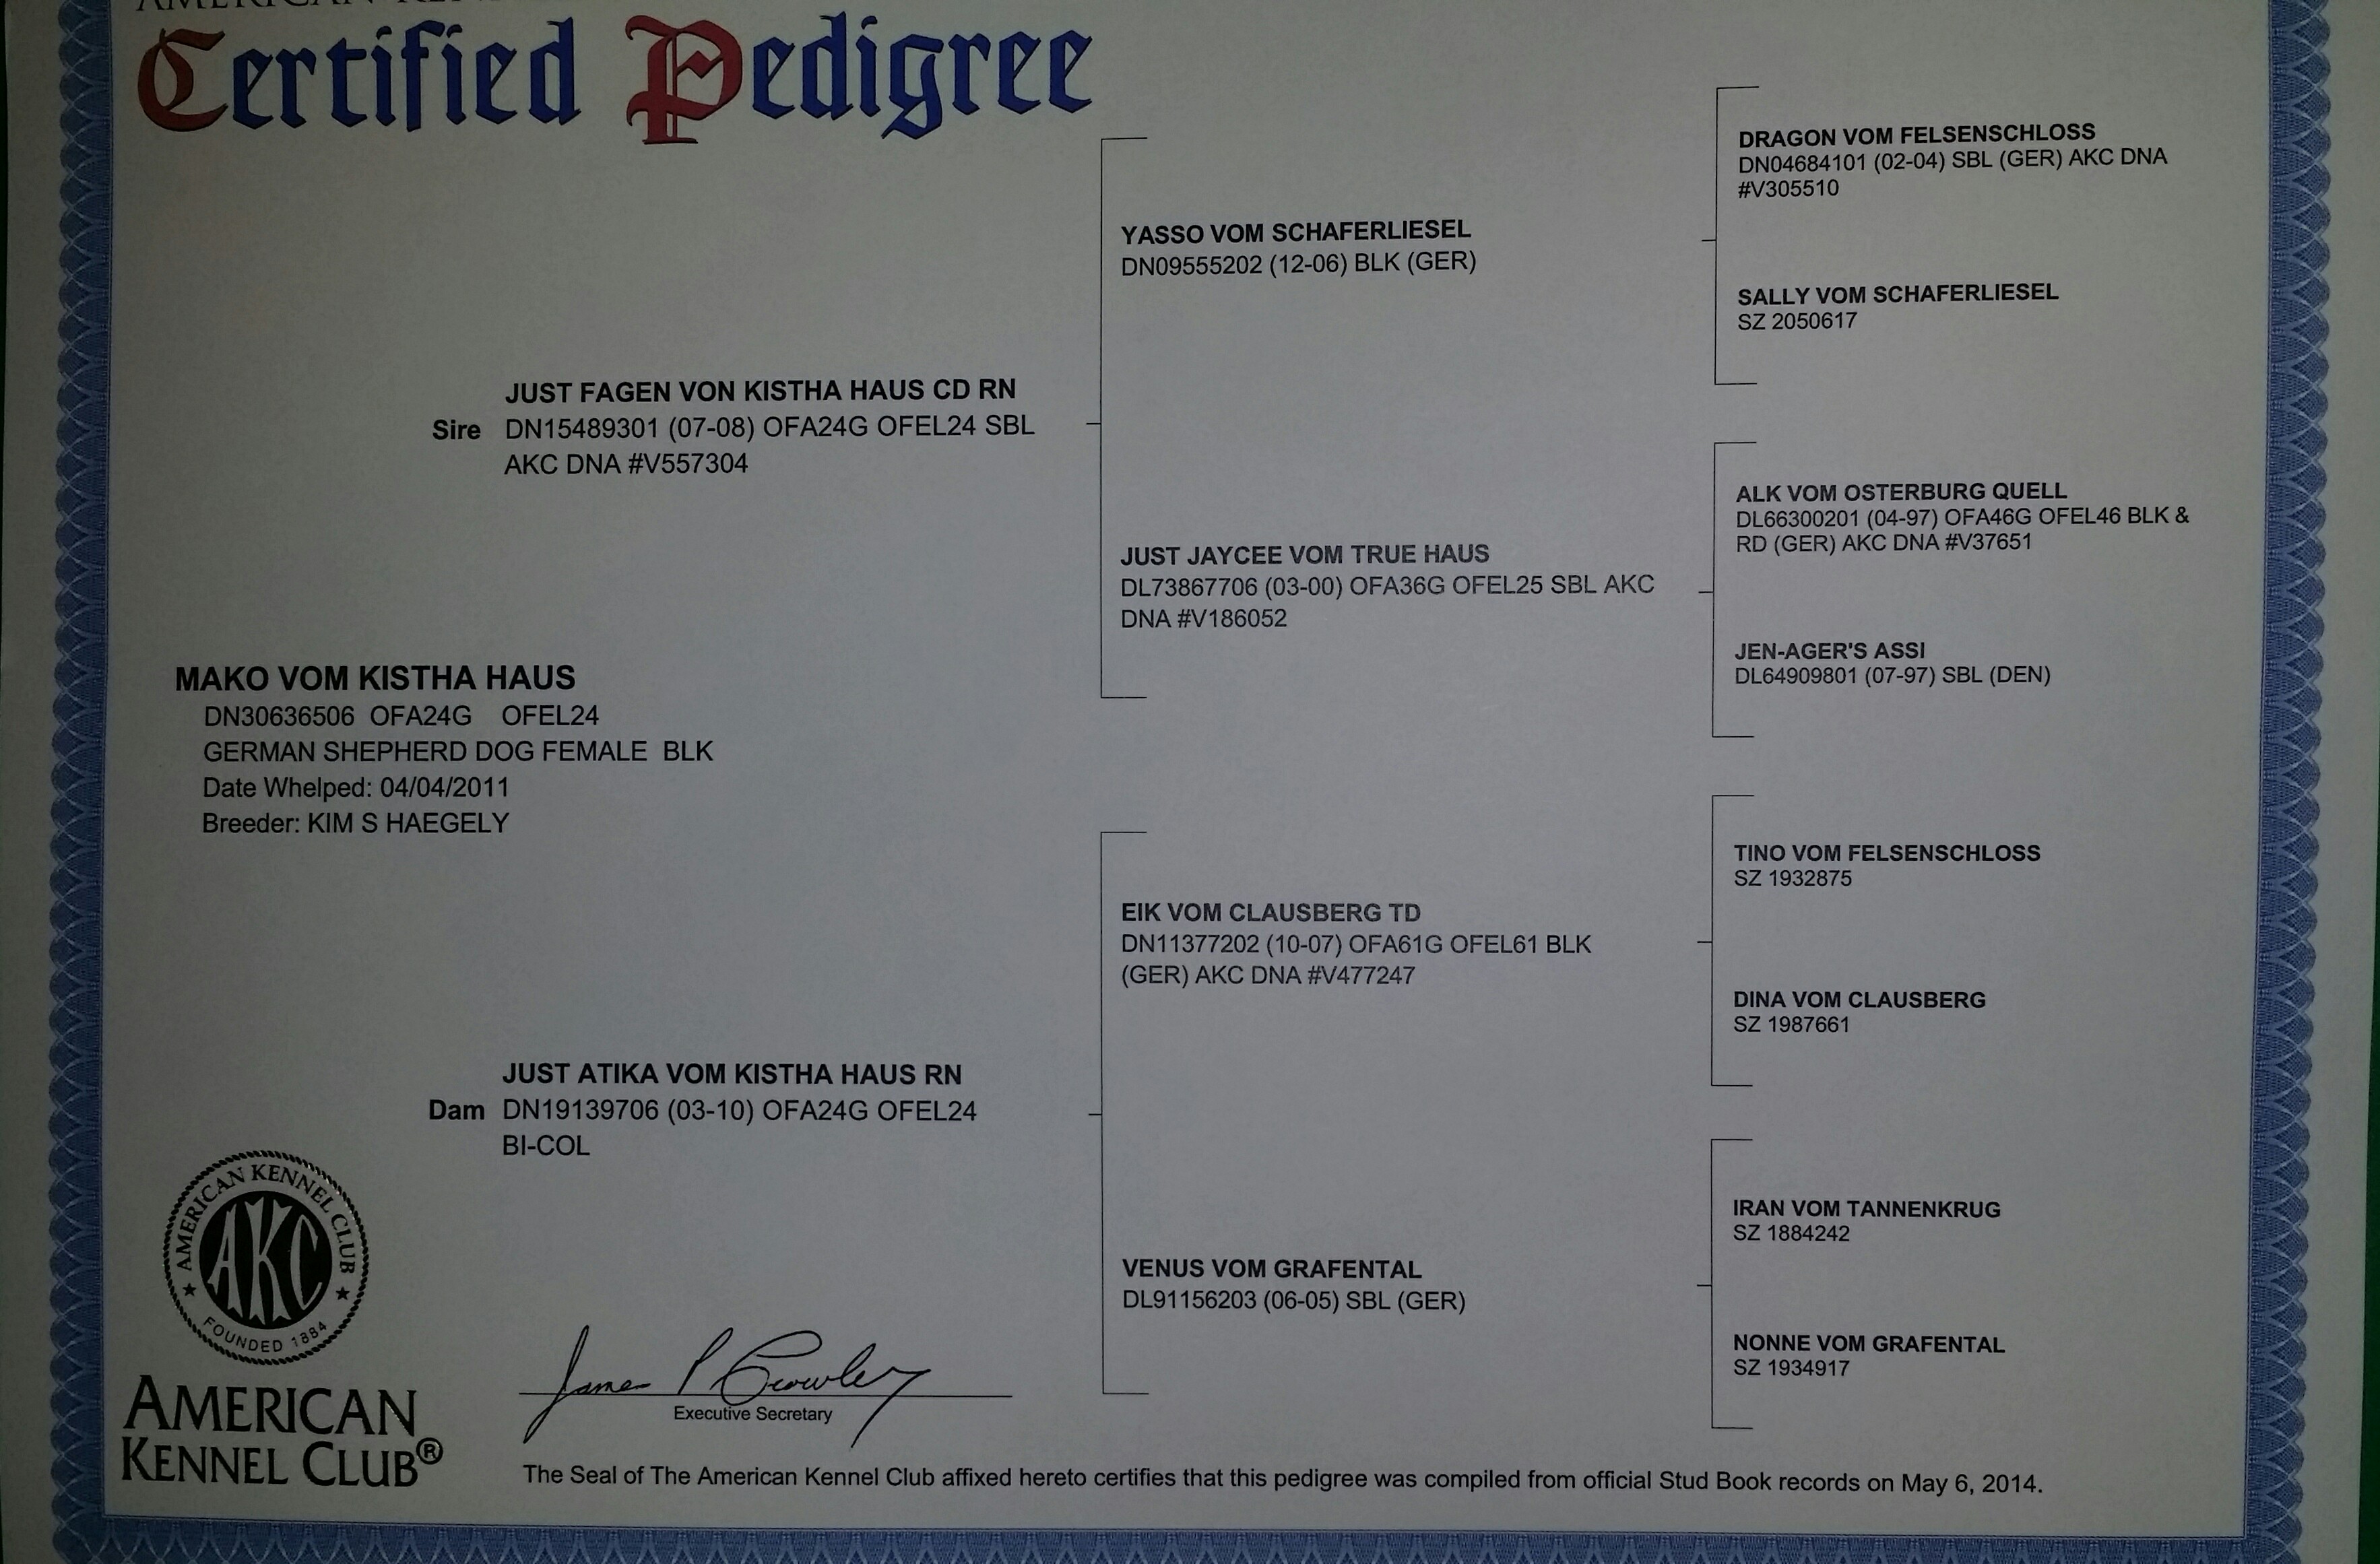 Certified Pedigree
DRAGON VOM FELSENSCHLOSS
DN04684101 (02-04) SBL (GER) AKC DNA
#V305510
YASSO VOM SCHAFERLIESEL
DN09555202 (12-06) BLK (GER)
SALLY VOM SCHAFERLIESEL
SZ 2050617
JUST FAGEN VON KISTHA HAUS CD RN
Sire DN15489301 (07-08) OFA24G OFEL24 SBL
AKC DNA #V557304
ALK VOM OSTERBURG QUELL
DL66300201 (04-97) OFA46G OFEL46 BLK &
RD (GER) AKC DNA #V37651
JUST JAYCEE VOM TRUE HAUS
DL73867706 (03-00) OFA36G OFEL25 SBL AKC
DNA #V186052
JEN-AGER'S ASSI
DL64909801 (07-97) SBL (DEN)
MAKO VOM KISTHA HAUS
DN30636506 OFA24G OFEL24
GERMAN SHEPHERD DOG FEMALE BLK
Date Whelped: 04/04/2011
Breeder: KIM S HAEGELY
TINO VOM FELSENSCHLOSS
SZ 1932875
EIK VOM CLAUSBERG TD
DN11377202 (10-07) OFA61G OFEL61 BLK
(GER) AKC DNA #V477247
DINA VOM CLAUSBERG
SZ 1987661
JUST ATIKA VOM KISTHA HAUS RN
Dam DN19139706 (03-10) OFA24G OFEL24
BI-COL
IRAN VOM TANNENKRUG
SZ 1884242
VENUS VOM GRAFENTAL
DL91156203 (06-05) SBL (GER)
NONNE VOM GRAFENTAL
SZ 1934917
AMERICAN KENNEL CLUB
AKC
FOUNDED 1884
AMERICAN
KENNEL CLUB®
James P Crowley
Executive Secretary
The Seal of The American Kennel Club affixed hereto certifies that this pedigree was compiled from official Stud Book records on May 6, 2014.